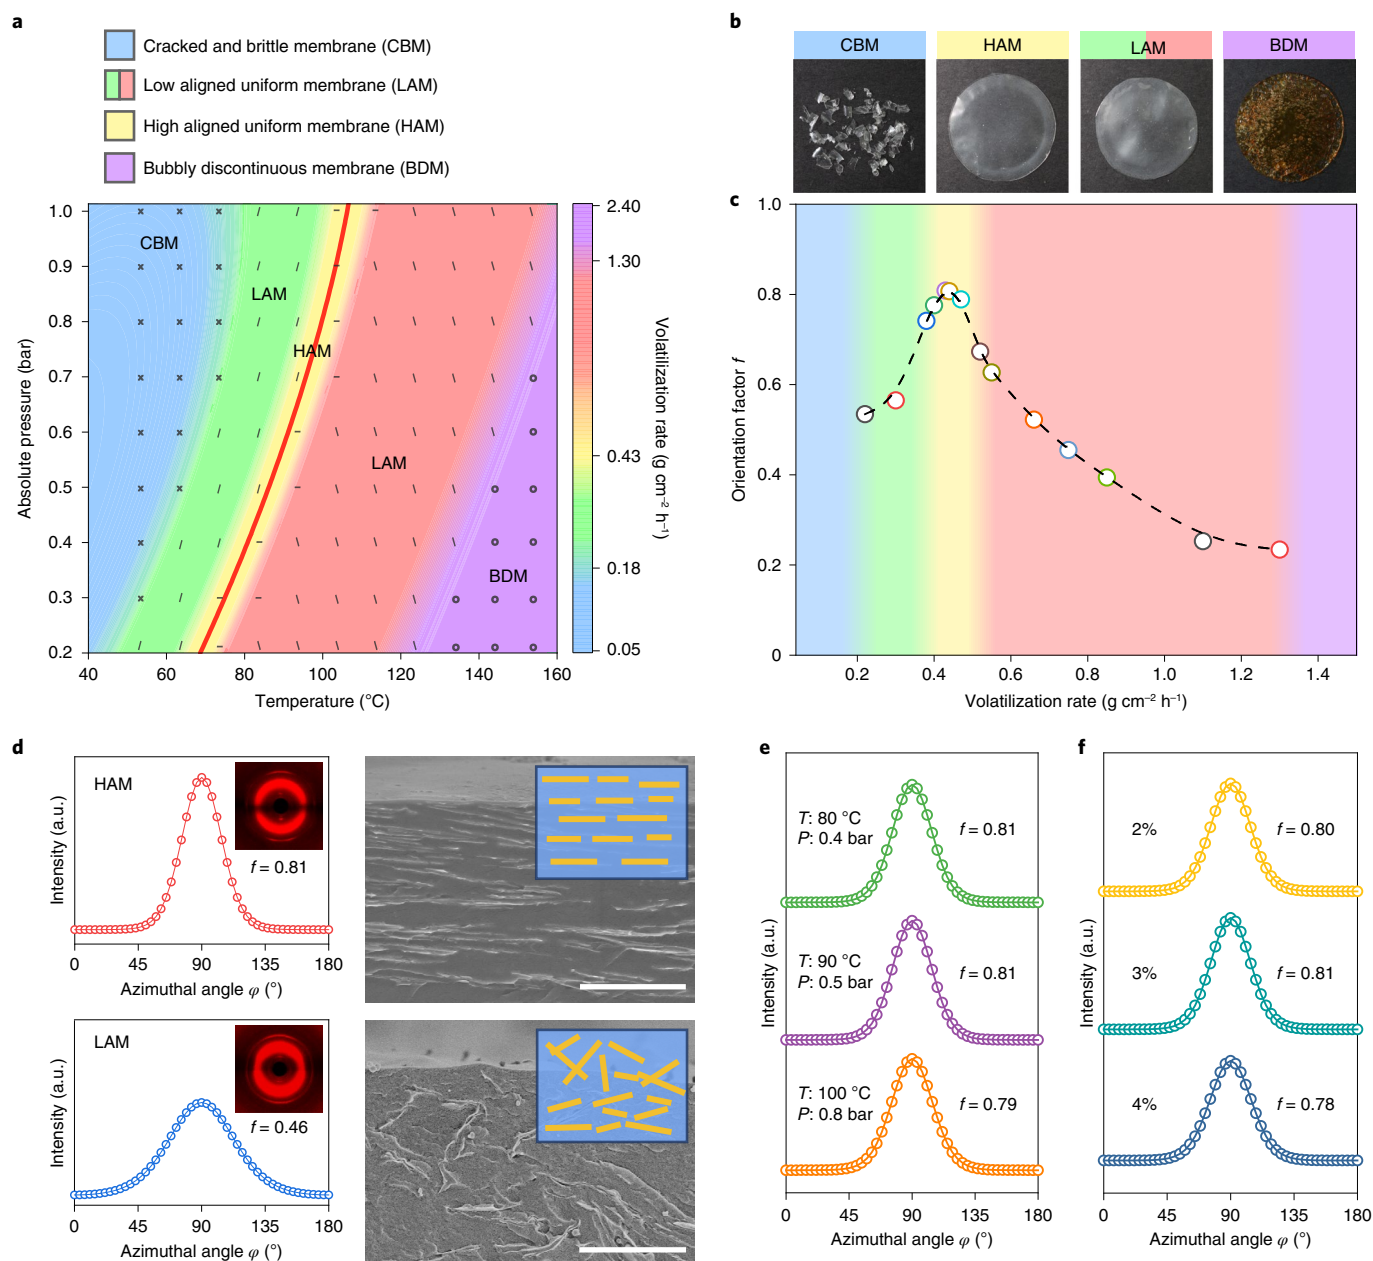 a
Cracked and brittle membrane (CBM)
Low aligned uniform membrane (LAM)
High aligned uniform membrane (HAM)
Bubbly discontinuous membrane (BDM)
Absolute pressure (bar)
1.0
0.9
0.8
0.7
0.6
0.5
0.4
0.3
0.2
CBM
LAM
HAM
LAM
BDM
40 60 80 100 120 140 160
Temperature (°C)
2.40
1.30
0.43
0.18
0.05
Volatilization rate (g cm⁻² h⁻¹)
b
CBM HAM LAM BDM
c
Orientation factor f
1.0
0.8
0.6
0.4
0.2
0
0.2 0.4 0.6 0.8 1.0 1.2 1.4
Volatilization rate (g cm⁻² h⁻¹)
d
HAM
f = 0.81
Intensity (a.u.)
0 45 90 135 180
Azimuthal angle φ (°)
LAM
f = 0.46
Intensity (a.u.)
0 45 90 135 180
Azimuthal angle φ (°)
e
T: 80 °C
P: 0.4 bar
f = 0.81
T: 90 °C
P: 0.5 bar
f = 0.81
T: 100 °C
P: 0.8 bar
f = 0.79
Intensity (a.u.)
0 45 90 135 180
Azimuthal angle φ (°)
f
2% f = 0.80
3% f = 0.81
4% f = 0.78
Intensity (a.u.)
0 45 90 135 180
Azimuthal angle φ (°)